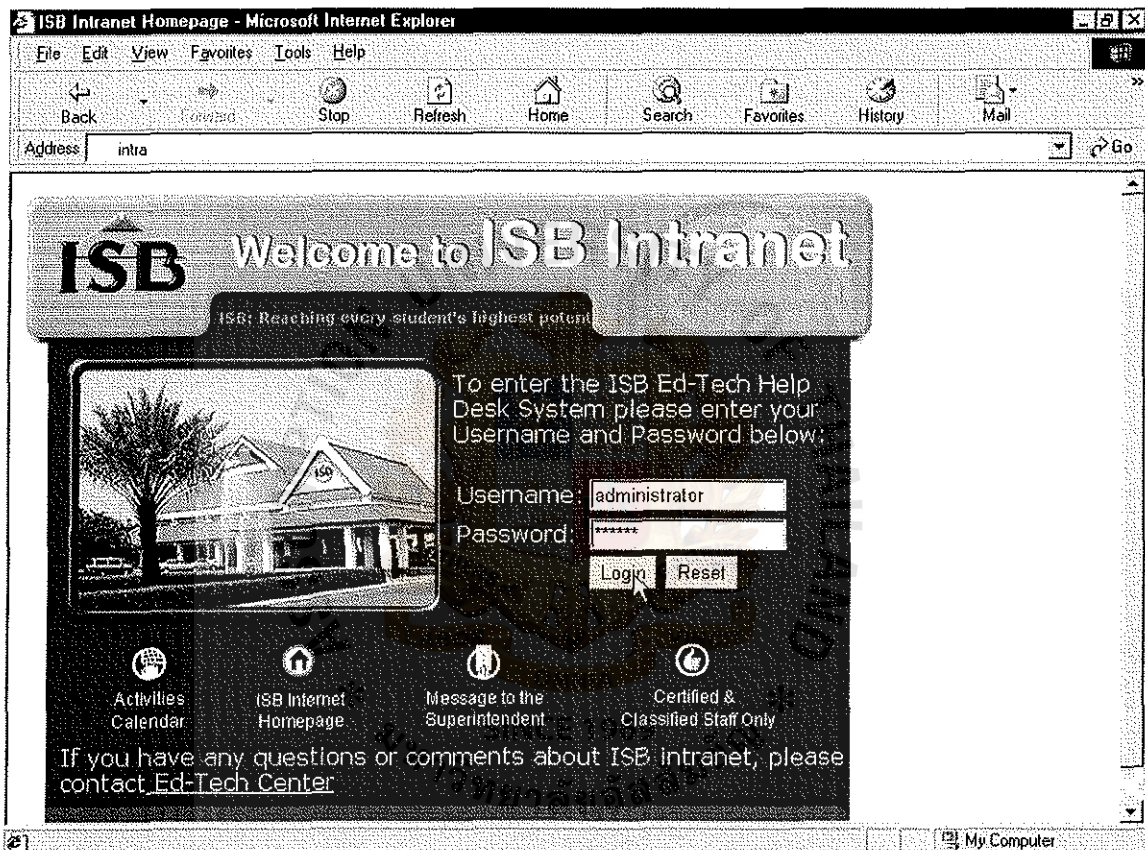 ISB Intranet Homepage - Microsoft Internet Explorer
File Edit View Favorites Tools Help
Back Forward Stop Refresh Home Search Favorites History Mail »
Address intra Go
ISB Welcome to ISB Intranet
ISB: Reaching every student's highest potent
ISB
To enter the ISB Ed-Tech Help
Desk System please enter your
Username and Password below:
Username: administrator
Password: ******
Login Reset
Activities
Calendar
ISB Internet
Homepage
Message to the
Superintendent
Certified &
Classified Staff Only
SINCE 1969
If you have any questions or comments about ISB intranet, please
contact Ed-Tech Center
My Computer